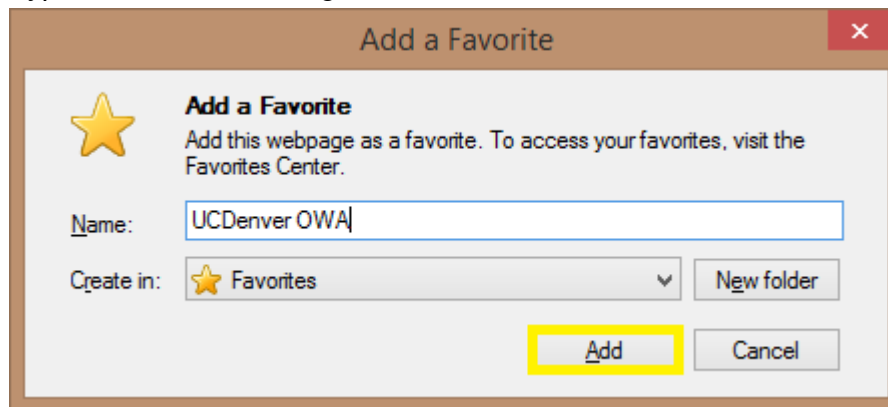 Add a Favorite
Add a Favorite
Add this webpage as a favorite. To access your favorites, visit the
Favorites Center.
Name: UCDenver OWA
Create in: Favorites New folder
Add Cancel